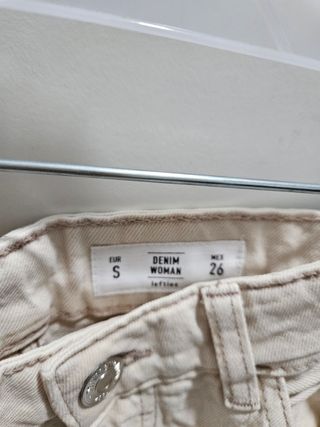 EUR
S
DENIM
WOMAN
lefties
MEX
26